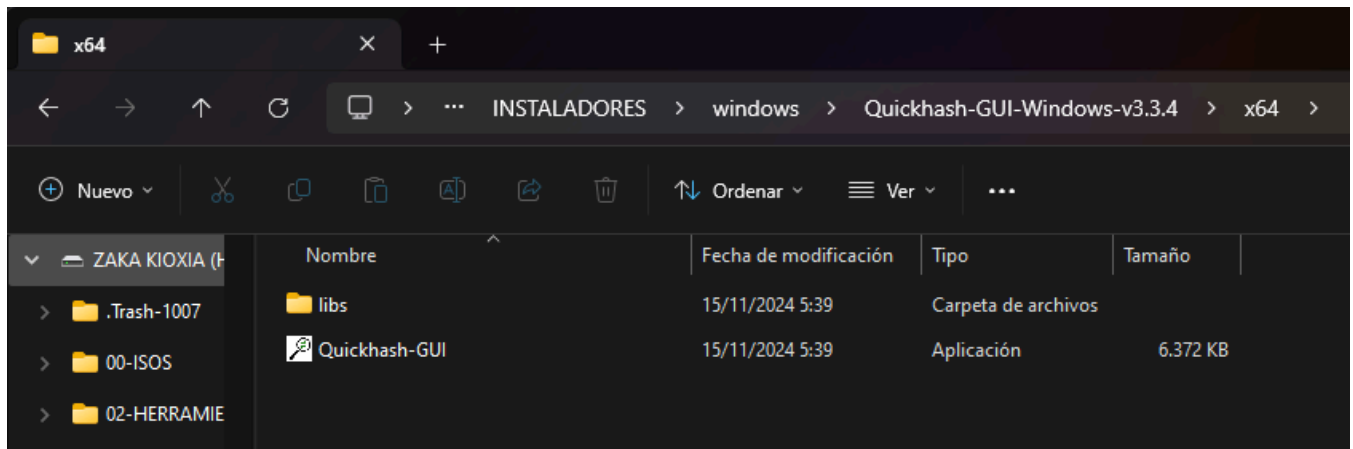 x64
INSTALADORES > windows > Quickhash-GUI-Windows-v3.3.4 > x64 >
Nuevo Ordenar Ver
ZAKA KIOXIA (H
.Trash-1007
00-ISOS
02-HERRAMIE
Nombre Fecha de modificación Tipo Tamaño
libs 15/11/2024 5:39 Carpeta de archivos
Quickhash-GUI 15/11/2024 5:39 Aplicación 6.372 KB